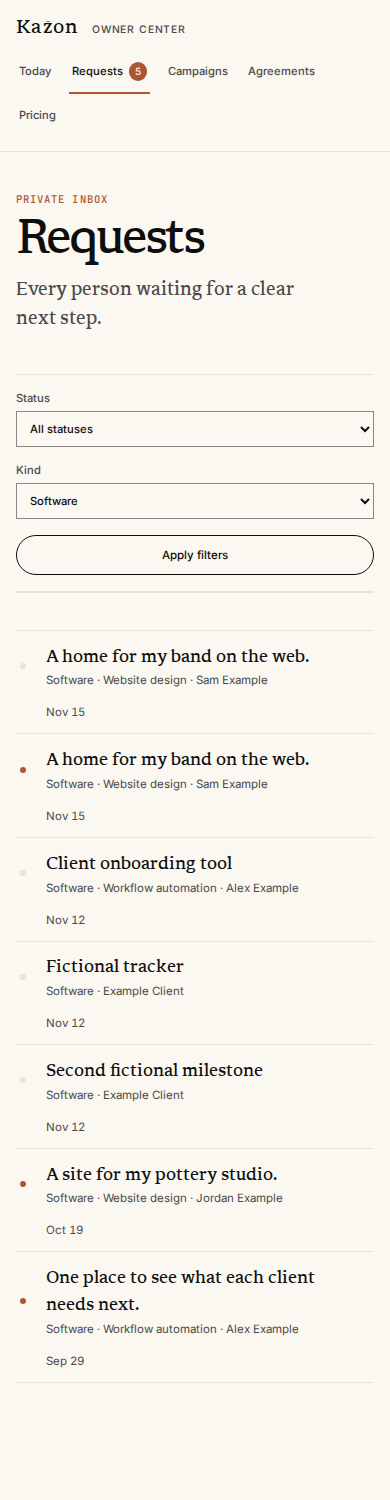 Kažon OWNER CENTER
Today Requests 5 Campaigns Agreements
Pricing
PRIVATE INBOX
Requests
Every person waiting for a clear
next step.
Status
All statuses
Kind
Software
Apply filters
A home for my band on the web.
Software · Website design · Sam Example
Nov 15
A home for my band on the web.
Software · Website design · Sam Example
Nov 15
Client onboarding tool
Software · Workflow automation · Alex Example
Nov 12
Fictional tracker
Software · Example Client
Nov 12
Second fictional milestone
Software · Example Client
Nov 12
A site for my pottery studio.
Software · Website design · Jordan Example
Oct 19
One place to see what each client
needs next.
Software · Workflow automation · Alex Example
Sep 29